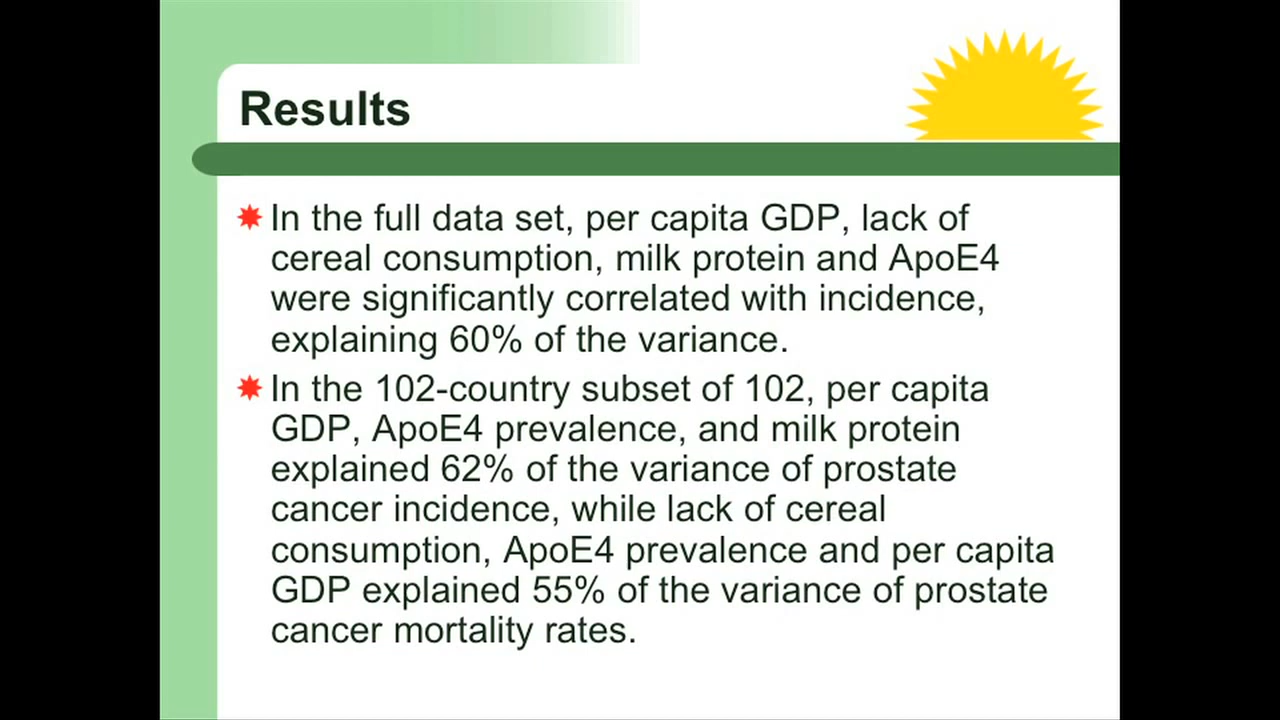 Results
In the full data set, per capita GDP, lack of
cereal consumption, milk protein and ApoE4
were significantly correlated with incidence,
explaining 60% of the variance.
In the 102-country subset of 102, per capita
GDP, ApoE4 prevalence, and milk protein
explained 62% of the variance of prostate
cancer incidence, while lack of cereal
consumption, ApoE4 prevalence and per capita
GDP explained 55% of the variance of prostate
cancer mortality rates.